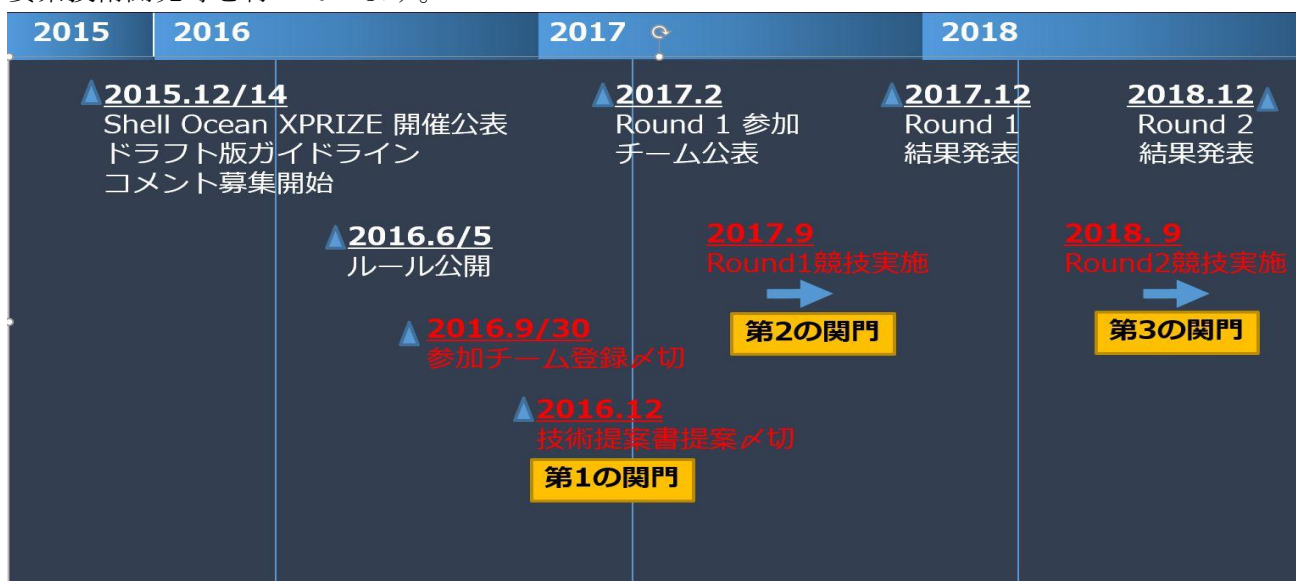 2015 2016 2017 2018
2015.12/14
Shell Ocean XPRIZE 開催公表
ドラフト版ガイドライン
コメント募集開始
2017.2
Round 1 参加
チーム公表
2017.12
Round 1
結果発表
2018.12
Round 2
結果発表
2016.6/5
ルール公開
2017.9
Round1競技実施
第2の関門
2018. 9
Round2競技実施
第3の関門
2016.9/30
参加チーム登録〆切
2016.12
技術提案書提案〆切
第1の関門